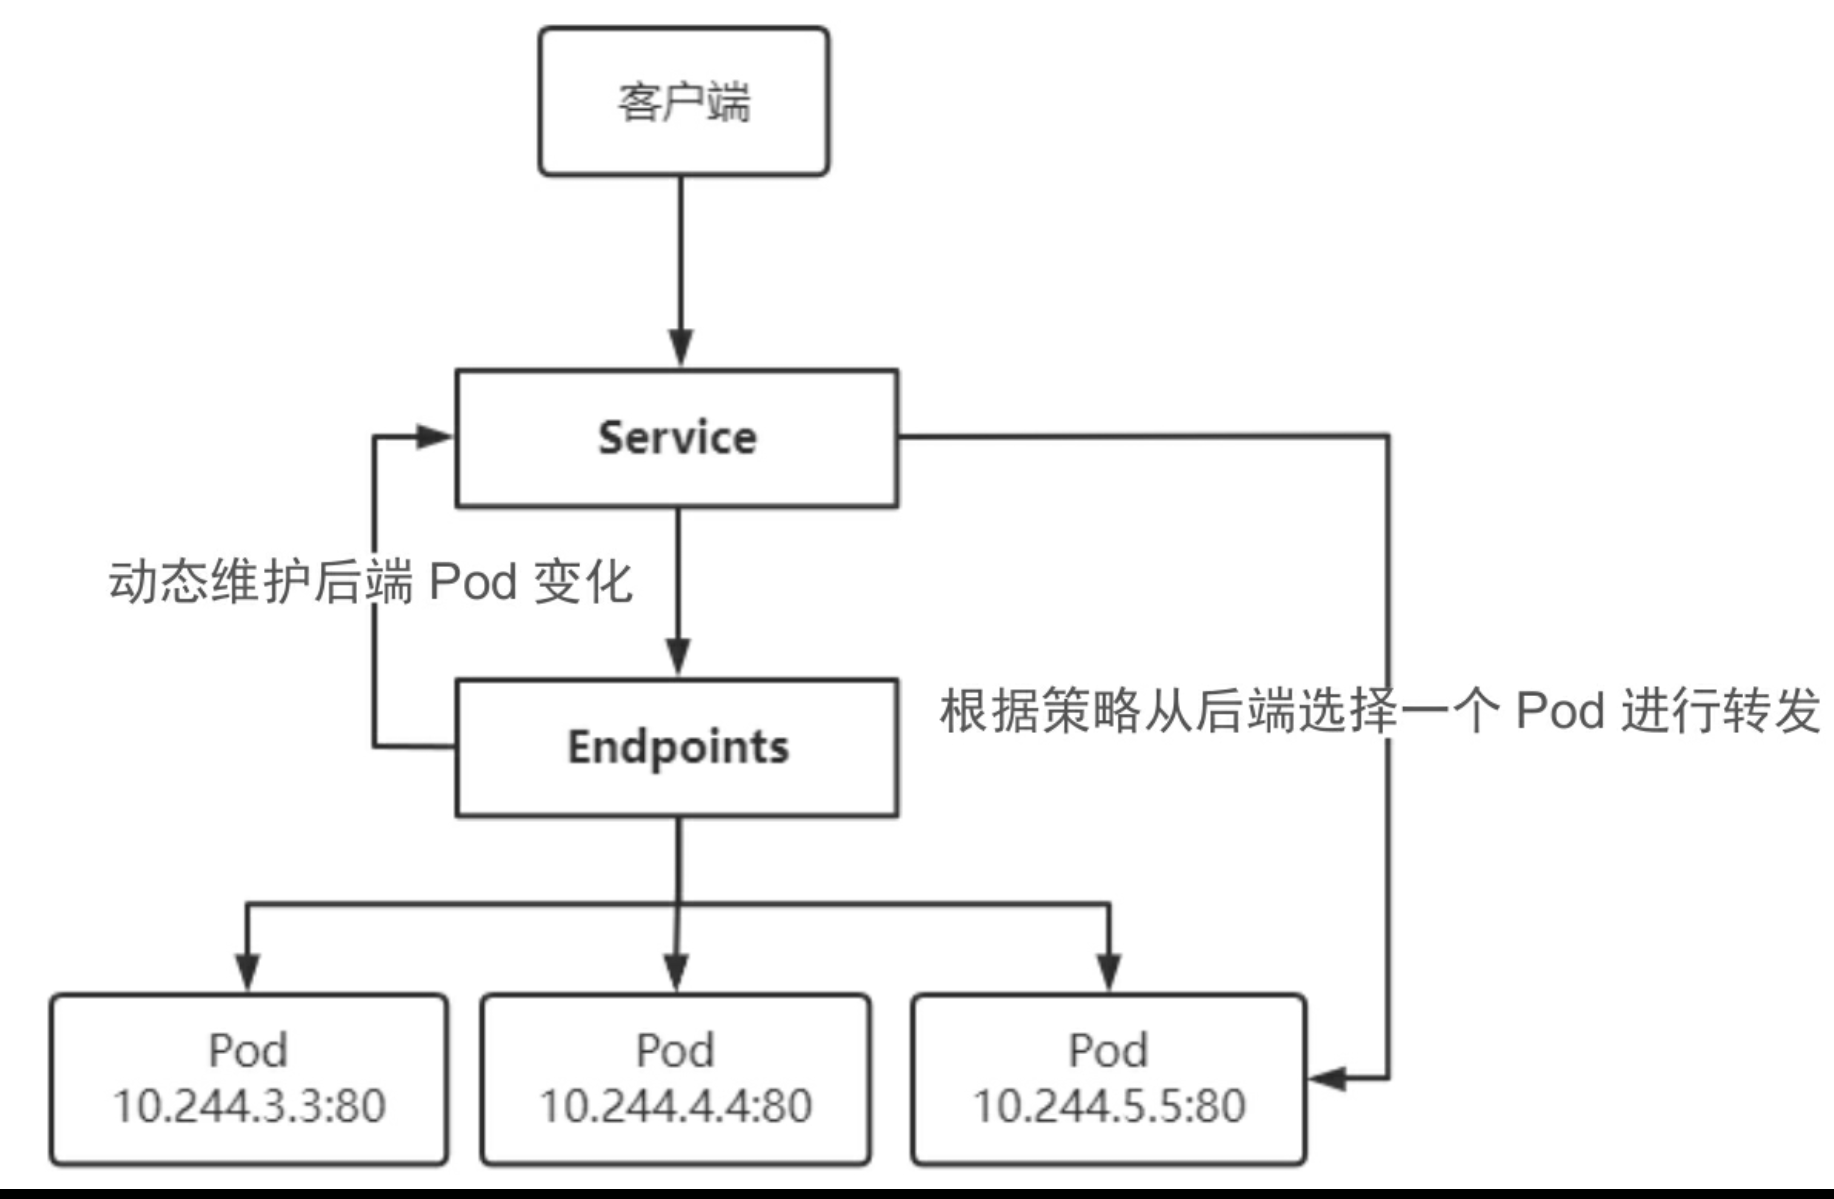 客户端
Service
动态维护后端 Pod 变化
Endpoints
根据策略从后端选择一个 Pod 进行转发
Pod
10.244.3.3:80
Pod
10.244.4.4:80
Pod
10.244.5.5:80